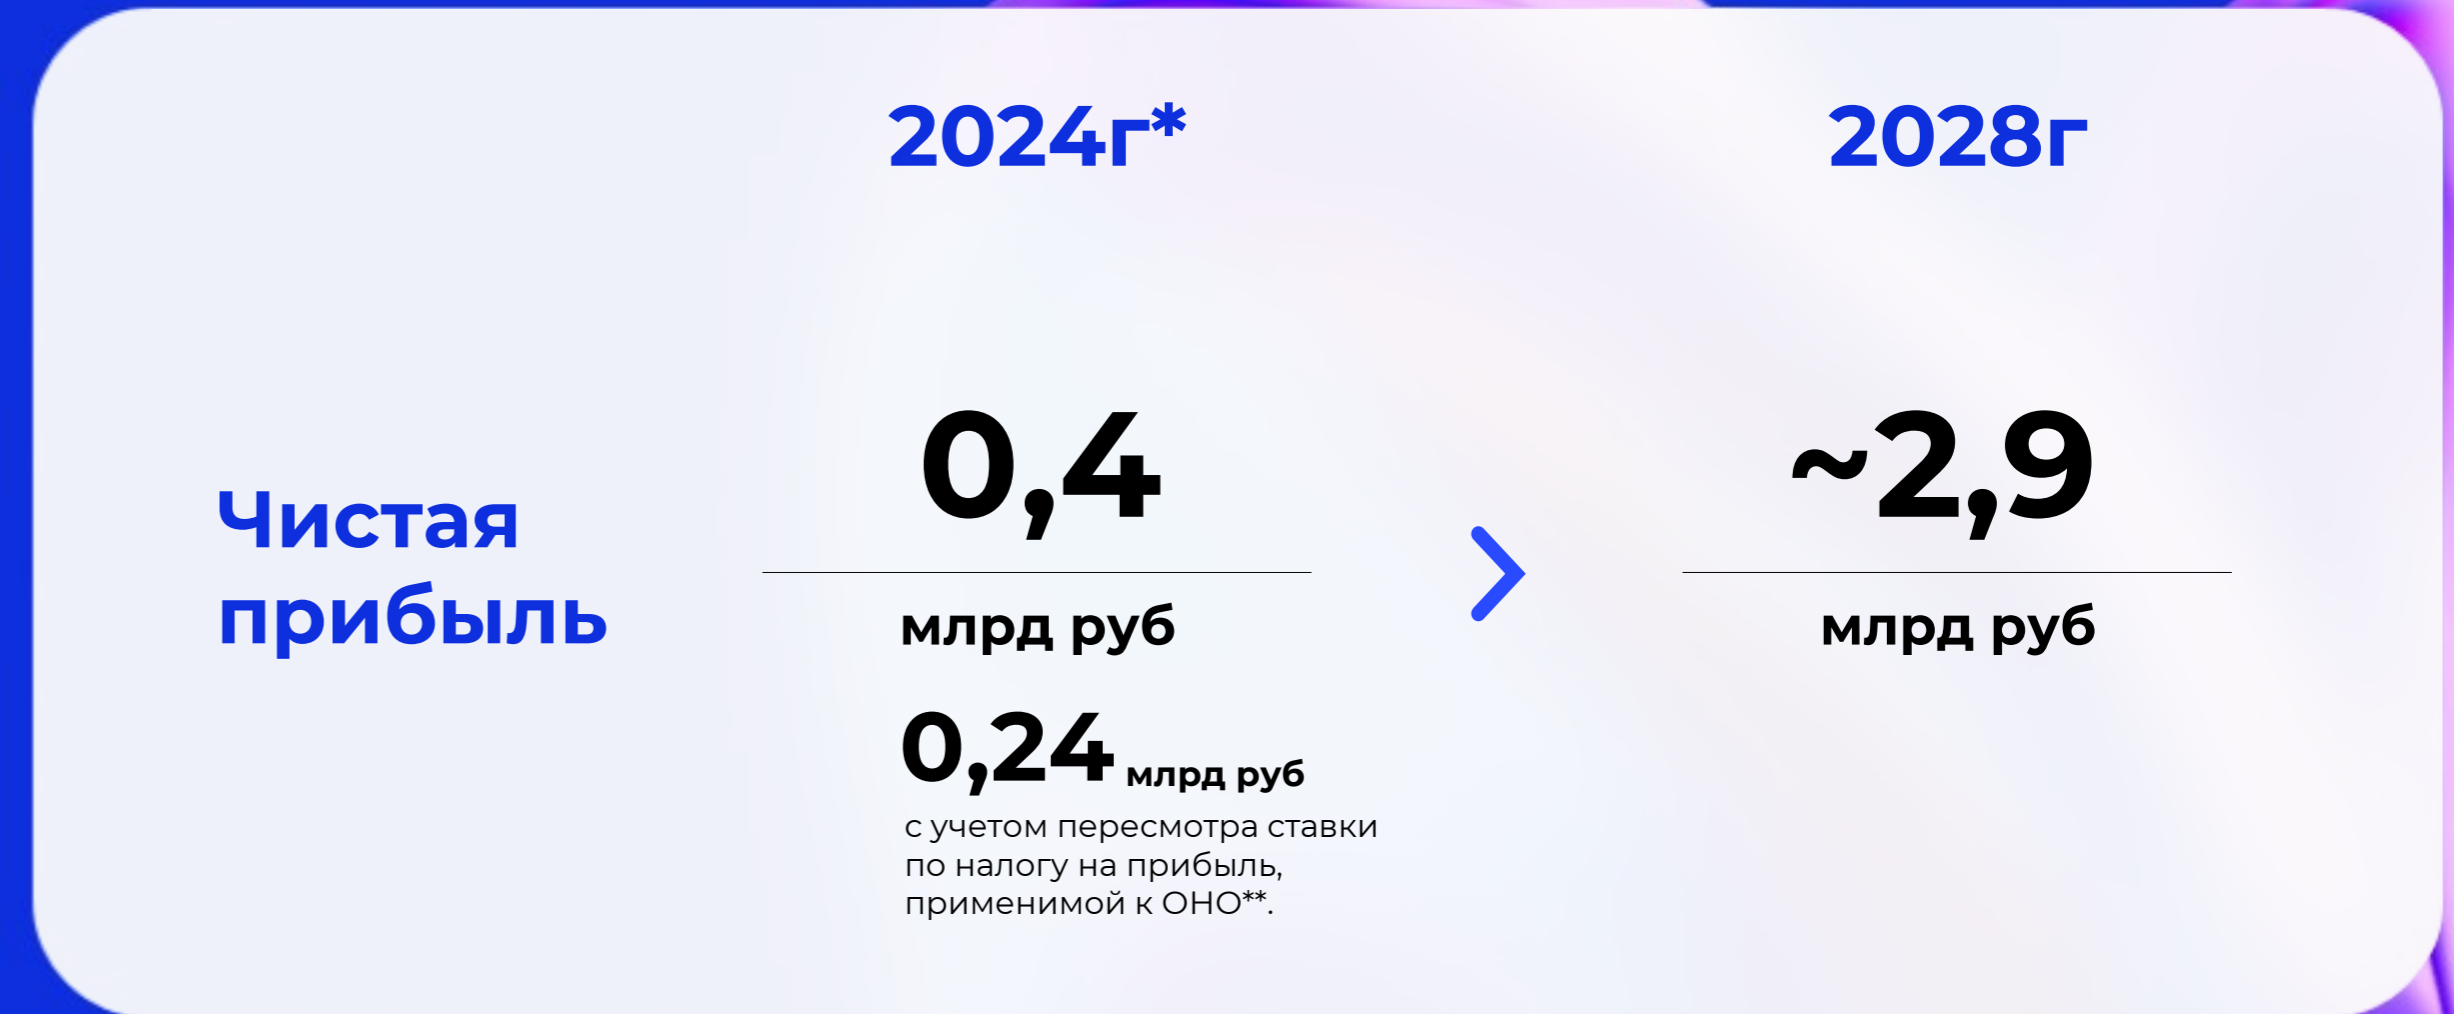 2024г*
2028г
Чистая
прибыль
0,4
млрд руб
~2,9
млрд руб
0,24 млрд руб
с учетом пересмотра ставки
по налогу на прибыль,
применимой к ОНО**.